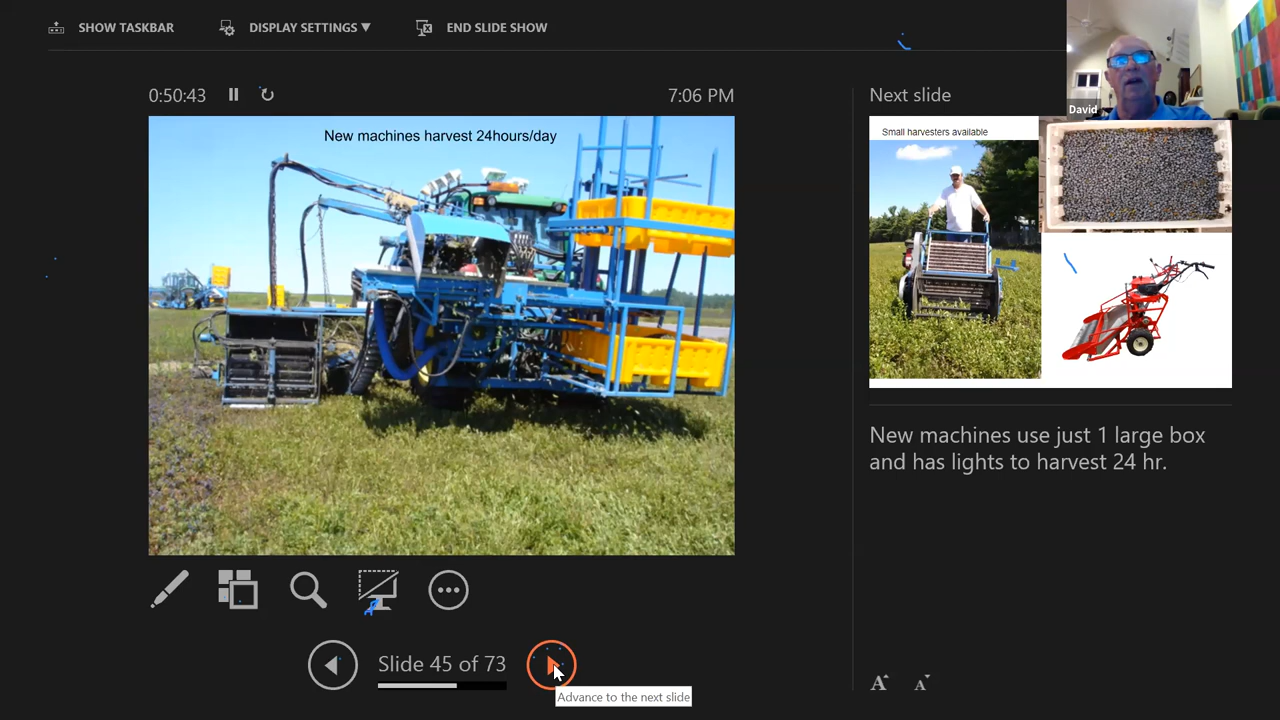 SHOW TASKBAR
DISPLAY SETTINGS ▼
END SLIDE SHOW
0:50:43
7:06 PM
Next slide
David
New machines harvest 24hours/day
Small harvesters available
New machines use just 1 large box
and has lights to harvest 24 hr.
Slide 45 of 73
Advance to the next slide
A A